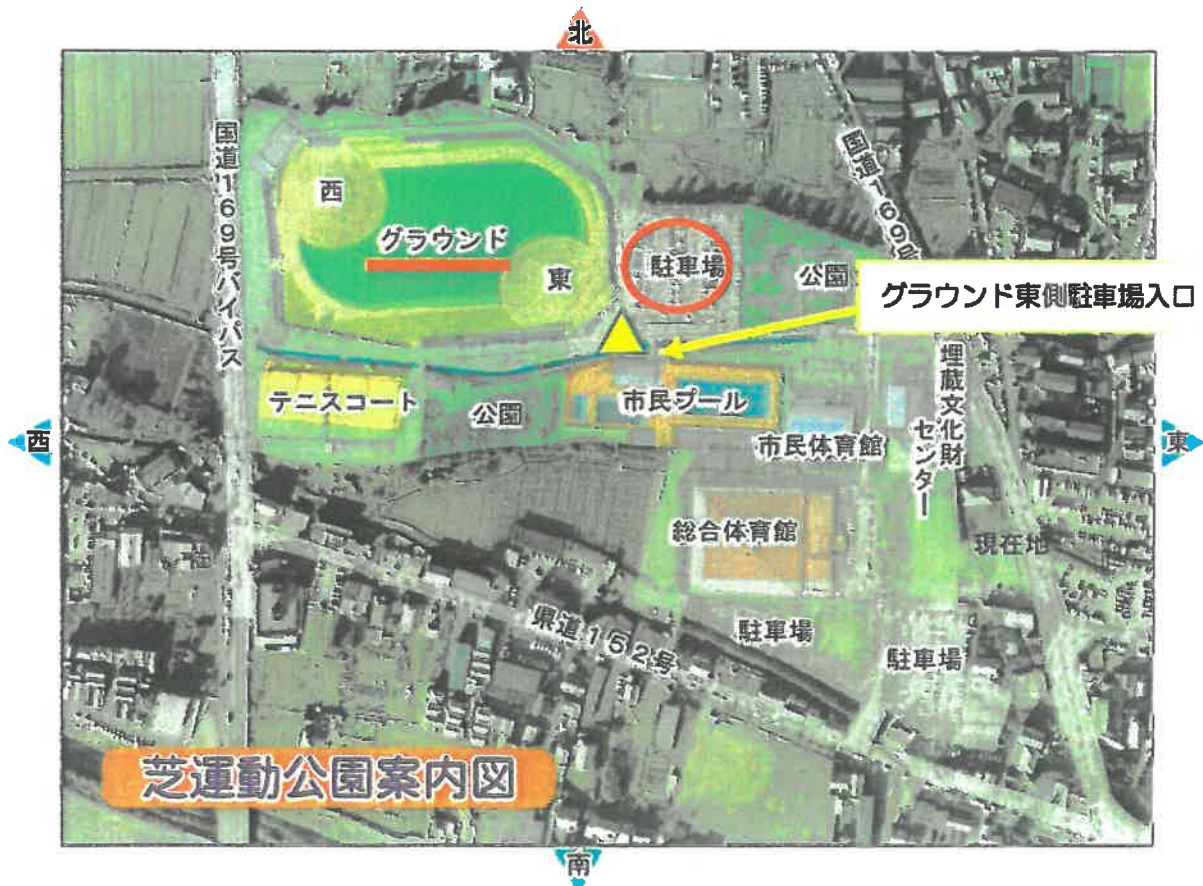 北
国道169号バイパス
西
グラウンド
東
駐車場
国道169号
公園
グラウンド東側駐車場入口
テニスコート
公園
市民プール
埋蔵文化財
センター
西
市民体育館
東
総合体育館
現在地
県道152号
駐車場
駐車場
芝運動公園案内図
南